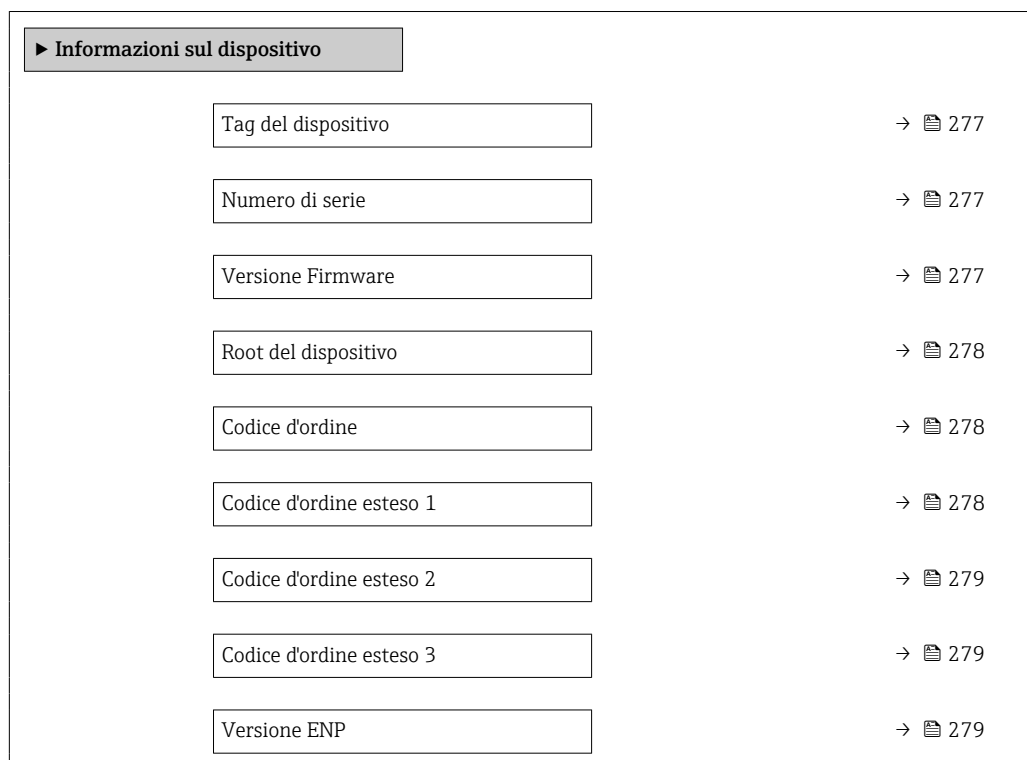 ▶ Informazioni sul dispositivo
Tag del dispositivo → 277
Numero di serie → 277
Versione Firmware → 277
Root del dispositivo → 278
Codice d'ordine → 278
Codice d'ordine esteso 1 → 278
Codice d'ordine esteso 2 → 279
Codice d'ordine esteso 3 → 279
Versione ENP → 279